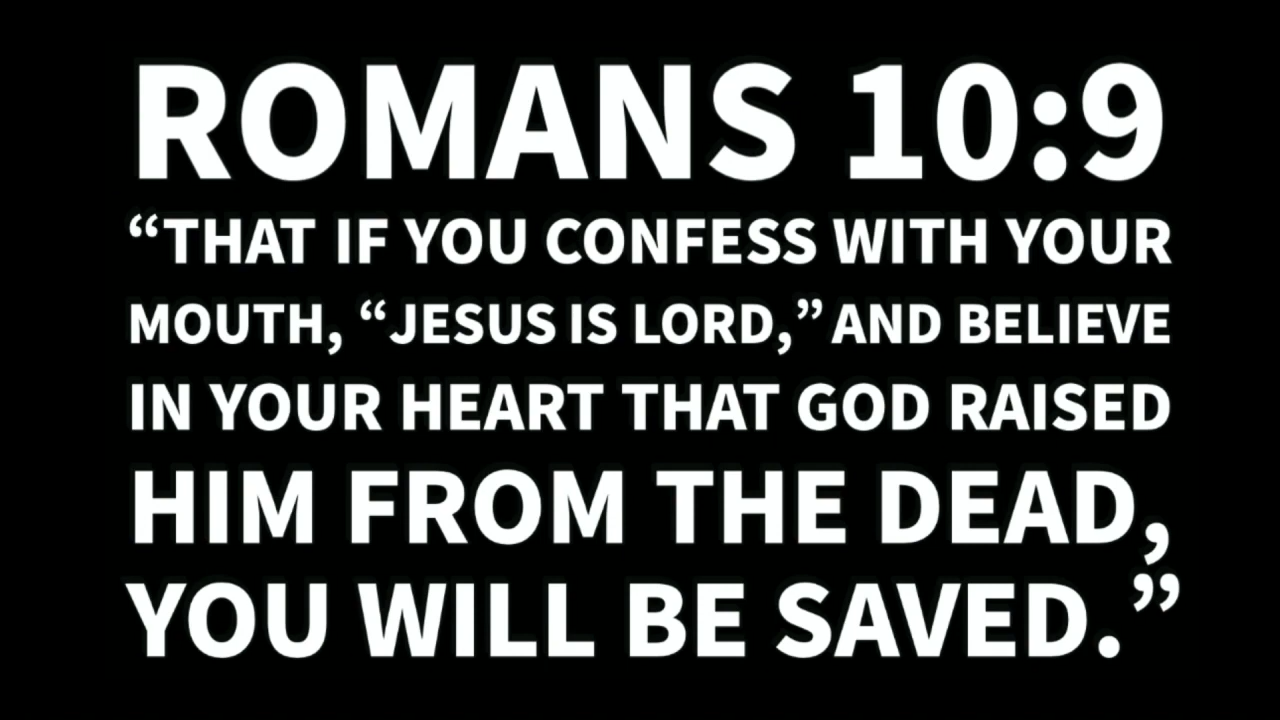 ROMANS 10:9
“THAT IF YOU CONFESS WITH YOUR
MOUTH, “JESUS IS LORD,” AND BELIEVE
IN YOUR HEART THAT GOD RAISED
HIM FROM THE DEAD,
YOU WILL BE SAVED.”